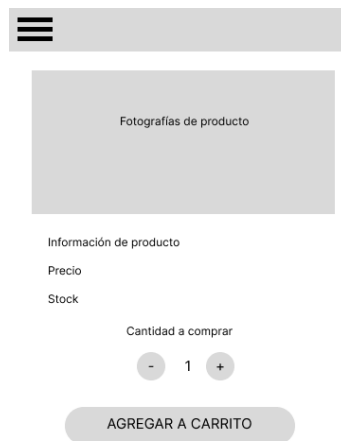 Fotografías de producto
Información de producto
Precio
Stock
Cantidad a comprar
- 1 +
AGREGAR A CARRITO